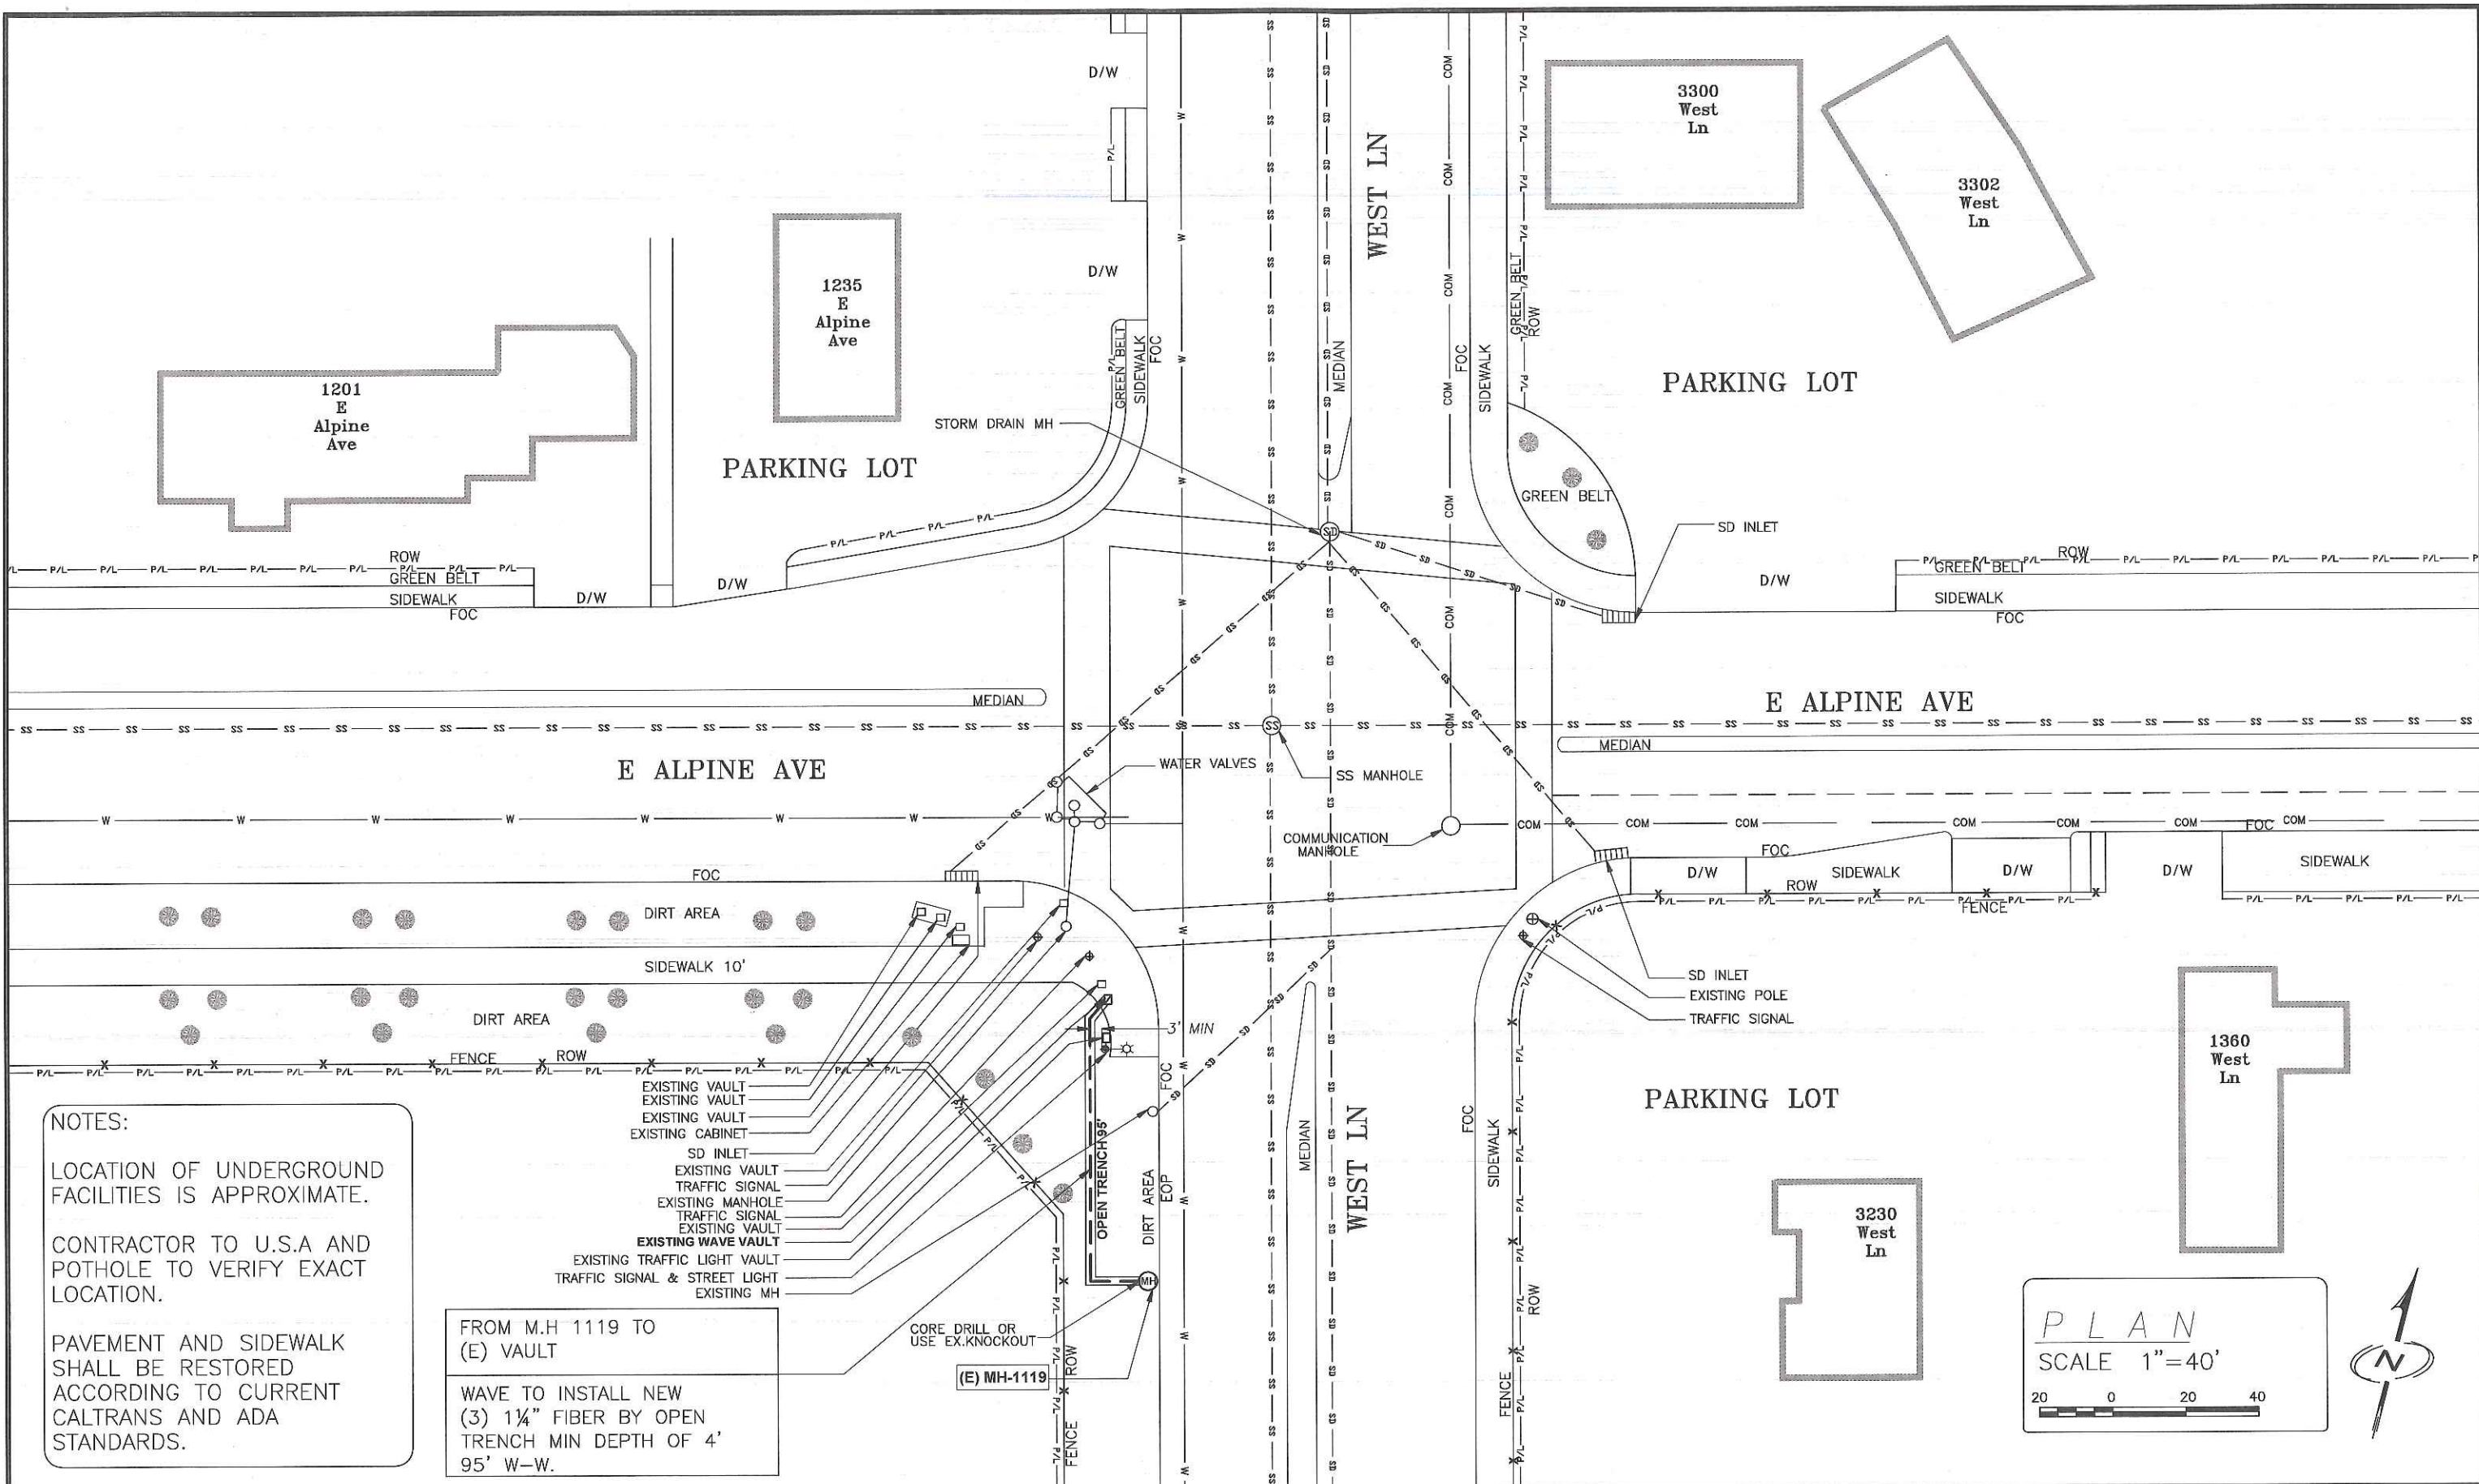 D/W
P/L
D/W
W
SS
SD
WEST LN
COM
P/L
3300
West
Ln
3302
West
Ln
1235
E
Alpine
Ave
1201
E
Alpine
Ave
PARKING LOT
P/L
GREEN BELT
SIDEWALK
FOC
MEDIAN
STORM DRAIN MH
SD
FOC
SIDEWALK
GREEN BELT
ROW
PARKING LOT
GREEN BELT
SD INLET
ROW
P/L
GREEN BELT
SIDEWALK
FOC
D/W
D/W
D/W
ROW
P/L
GREEN BELT
SIDEWALK
FOC
MEDIAN
E ALPINE AVE
SS
E ALPINE AVE
MEDIAN
WATER VALVES
SS MANHOLE
COMMUNICATION
MANHOLE
W
COM
FOC
FOC
D/W
SIDEWALK
D/W
D/W
SIDEWALK
ROW
P/L
FENCE
FOC
DIRT AREA
SIDEWALK 10'
DIRT AREA
FENCE
ROW
P/L
3' MIN
SD INLET
EXISTING POLE
TRAFFIC SIGNAL
1360
West
Ln
PARKING LOT
3230
West
Ln
EXISTING VAULT
EXISTING VAULT
EXISTING VAULT
EXISTING CABINET
SD INLET
EXISTING VAULT
TRAFFIC SIGNAL
EXISTING MANHOLE
TRAFFIC SIGNAL
EXISTING VAULT
EXISTING WAVE VAULT
EXISTING TRAFFIC LIGHT VAULT
TRAFFIC SIGNAL & STREET LIGHT
EXISTING MH
OPEN TRENCH 95'
DIRT AREA
FOC
EOP
MH
MEDIAN
WEST LN
FOC
SIDEWALK
ROW
FENCE
ROW
FENCE
CORE DRILL OR
USE EX.KNOCKOUT
(E) MH-1119
NOTES:
LOCATION OF UNDERGROUND
FACILITIES IS APPROXIMATE.
CONTRACTOR TO U.S.A AND
POTHOLE TO VERIFY EXACT
LOCATION.
PAVEMENT AND SIDEWALK
SHALL BE RESTORED
ACCORDING TO CURRENT
CALTRANS AND ADA
STANDARDS.
FROM M.H 1119 TO
(E) VAULT
WAVE TO INSTALL NEW
(3) 1¼" FIBER BY OPEN
TRENCH MIN DEPTH OF 4'
95' W-W.
PLAN
SCALE 1"=40'
20 0 20 40
N